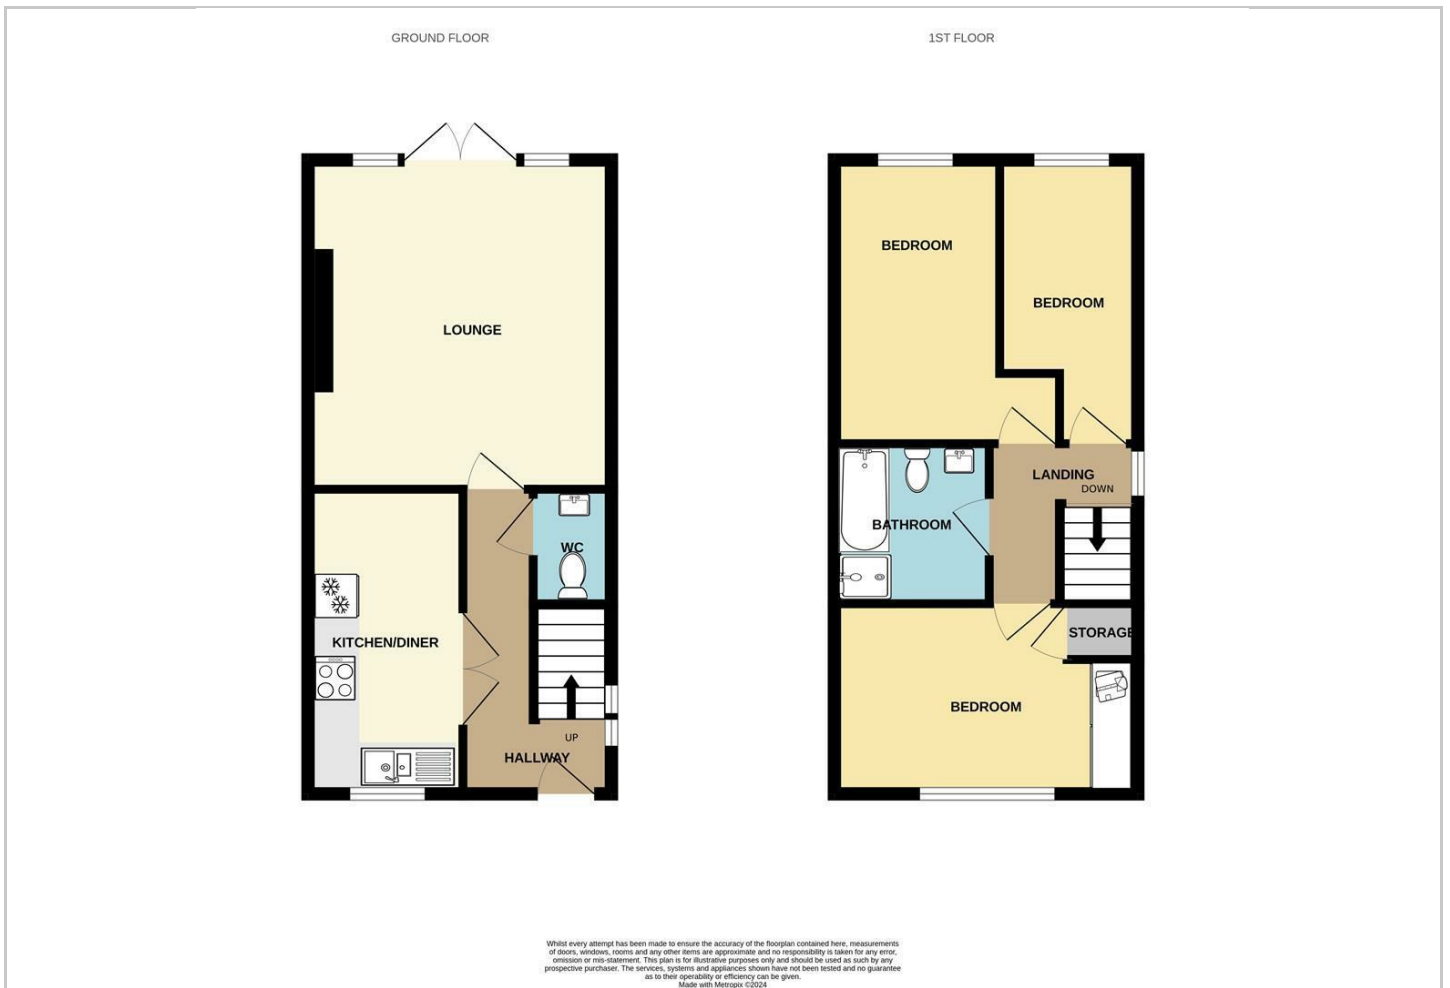 GROUND FLOOR
1ST FLOOR
LOUNGE
KITCHEN/DINER
WC
UP
HALLWAY
BEDROOM
BEDROOM
LANDING
DOWN
BATHROOM
STORAGE
BEDROOM
Whilst every attempt has been made to ensure the accuracy of the floorplan contained here, measurements
of doors, windows, rooms and any other items are approximate and no responsibility is taken for any error,
omission or mis-statement. This plan is for illustrative purposes only and should be used as such by any
prospective purchaser. The services, systems and appliances shown have not been tested and no guarantee
as to their operability or efficiency can be given.
Made with Metropix ©2024